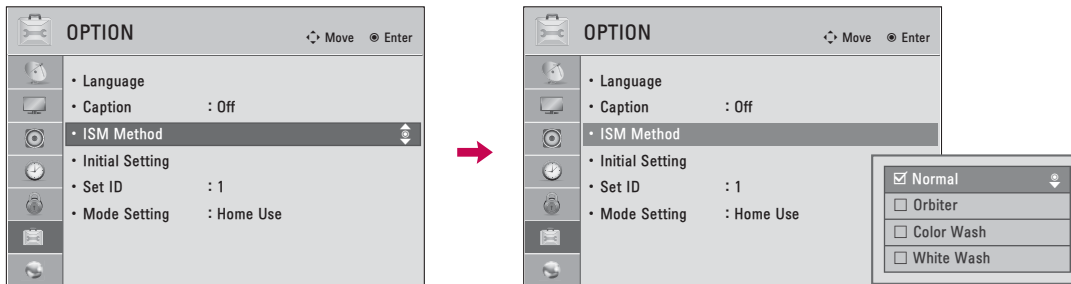 OPTION
Move Enter
• Language
• Caption : Off
• ISM Method
• Initial Setting
• Set ID : 1
• Mode Setting : Home Use
OPTION
Move Enter
• Language
• Caption : Off
• ISM Method
• Initial Setting
• Set ID : 1
• Mode Setting : Home Use
☑ Normal
☐ Orbiter
☐ Color Wash
☐ White Wash